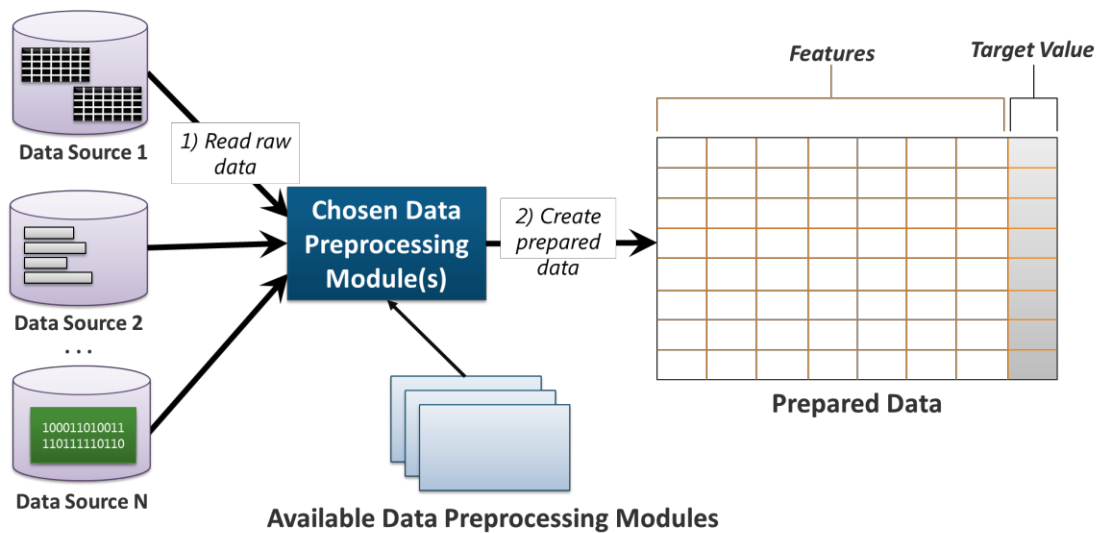 Features
Target Value
Data Source 1
1) Read raw
data
Chosen Data
Preprocessing
Module(s)
2) Create
prepared
data
Data Source 2
. . .
100011010011
110111110110
Data Source N
Prepared Data
Available Data Preprocessing Modules